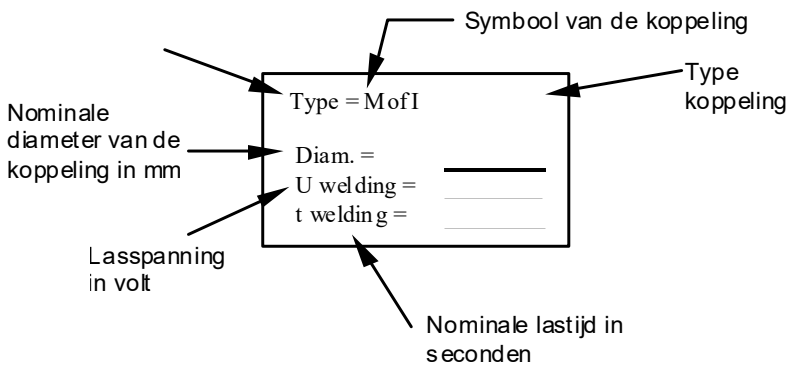 Symbool van de koppeling
Type
koppeling
Nominale
diameter van de
koppeling in mm
Type = M of I
Diam. =
U welding =
t welding =
Lasspanning
in volt
Nominale lastijd in
seconden